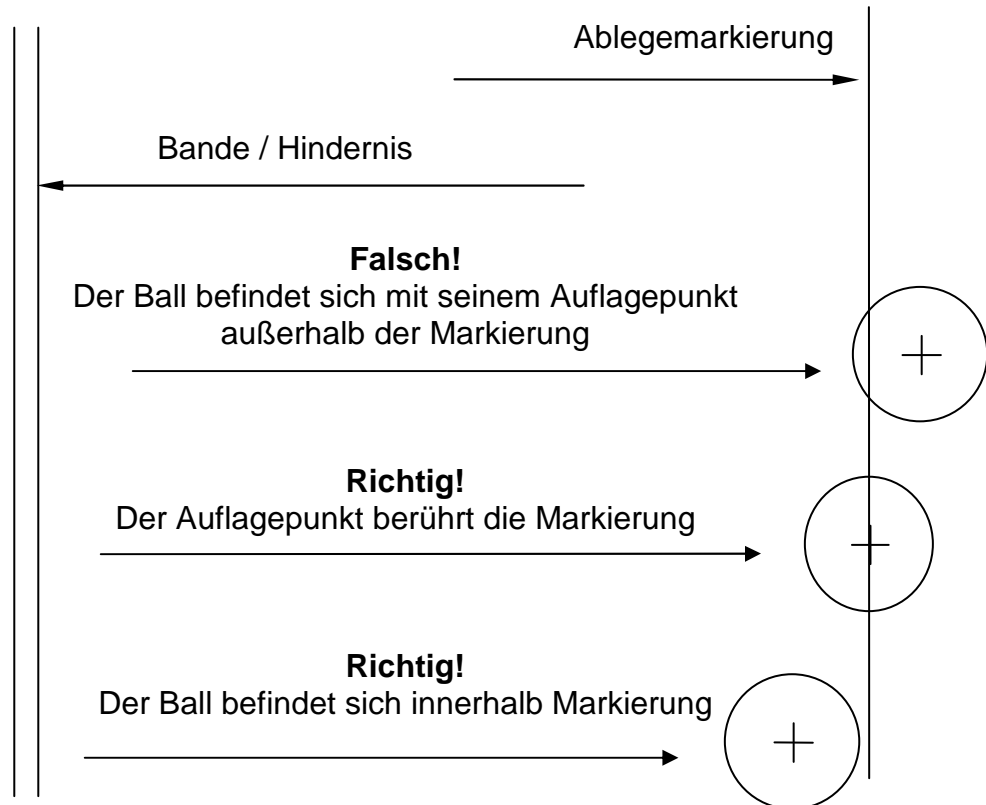 Ablegemarkierung
Bande / Hindernis
Falsch!
Der Ball befindet sich mit seinem Auflagepunkt
außerhalb der Markierung
Richtig!
Der Auflagepunkt berührt die Markierung
Richtig!
Der Ball befindet sich innerhalb Markierung